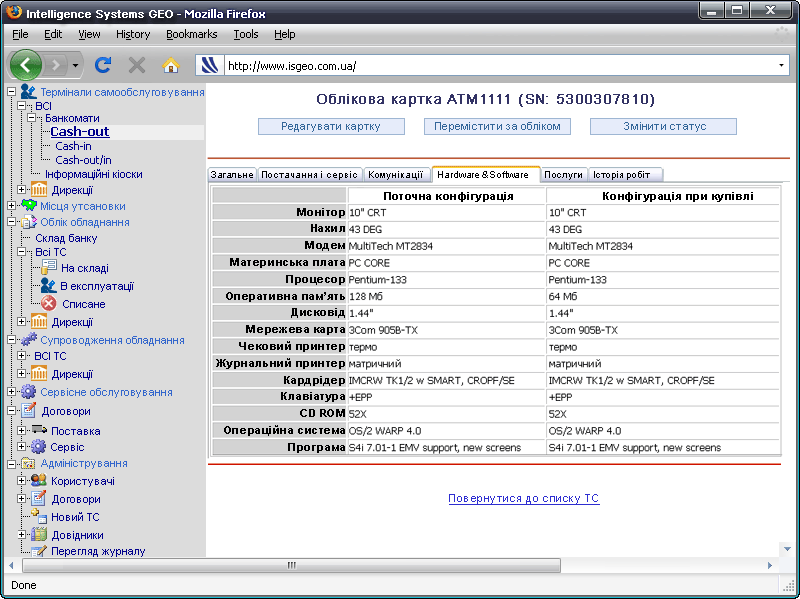 Intelligence Systems GEO - Mozilla Firefox
File Edit View History Bookmarks Tools Help
http://www.isgeo.com.ua/
Термінали самообслуговування
ВСІ
Банкомати
Cash-out
Cash-in
Cash-out/in
Інформаційні кіоски
Дирекції
Місця утсановки
Облік обладнання
Склад банку
Всі ТС
На складі
В експлуатації
Списане
Дирекції
Супроводження обладнання
ВСІ ТС
Дирекції
Сервісне обслуговування
Договори
Поставка
Сервіс
Адміністрування
Користувачі
Договори
Новий ТС
Довідники
Перегляд журналу
Облікова картка ATM1111 (SN: 5300307810)
Редагувати картку Перемістити за обліком Змінити статус
Загальне Постачання і сервіс Комунікації Hardware & Software Послуги Історія робіт
Поточна конфігурація Конфігурація при купівлі
Монітор 10" CRT 10" CRT
Нахил 43 DEG 43 DEG
Модем MultiTech MT2834 MultiTech MT2834
Материнська плата PC CORE PC CORE
Процесор Pentium-133 Pentium-133
Оперативна пам'ять 128 Мб 64 Мб
Дисковід 1.44" 1.44"
Мережева карта 3Com 905B-TX 3Com 905B-TX
Чековий принтер термо термо
Журнальний принтер матричний матричний
Кардрідер IMCRW TK1/2 w SMART, CROPF/SE IMCRW TK1/2 w SMART, CROPF/SE
Клавіатура +EPP +EPP
CD ROM 52X 52X
Операційна система OS/2 WARP 4.0 OS/2 WARP 4.0
Програма S4i 7.01-1 EMV support, new screens S4i 7.01-1 EMV support, new screens
Повернутися до списку ТС
Done